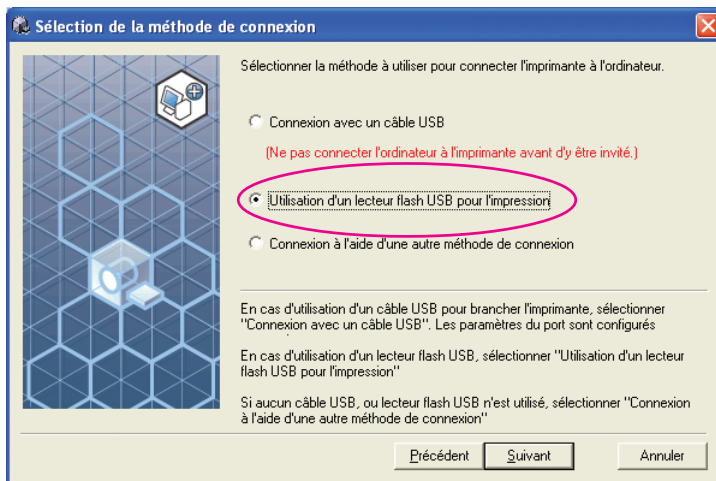 Sélection de la méthode de connexion
Sélectionner la méthode à utiliser pour connecter l'imprimante à l'ordinateur.
Connexion avec un câble USB
(Ne pas connecter l'ordinateur à l'imprimante avant d'y être invité.)
Utilisation d'un lecteur flash USB pour l'impression
Connexion à l'aide d'une autre méthode de connexion
En cas d'utilisation d'un câble USB pour brancher l'imprimante, sélectionner
"Connexion avec un câble USB". Les paramètres du port sont configurés
En cas d'utilisation d'un lecteur flash USB, sélectionner "Utilisation d'un lecteur
flash USB pour l'impression"
Si aucun câble USB, ou lecteur flash USB n'est utilisé, sélectionner "Connexion
à l'aide d'une autre méthode de connexion"
Précédent Suivant Annuler